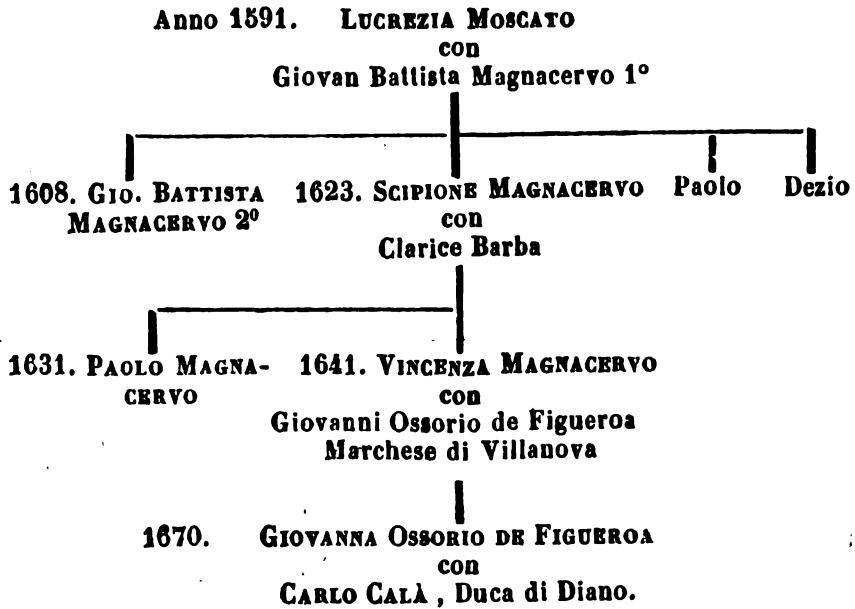 Anno 1591. LUCREZIA MOSCATO
con
Giovan Battista Magnacervo 1º
1608. GIO. BATTISTA MAGNACERVO 2º
1623. SCIPIONE MAGNACERVO
con
Clarice Barba
Paolo
Dezio
1631. PAOLO MAGNA-
CERVO
1641. VINCENZA MAGNACERVO
con
Giovanni Ossorio de Figueroa
Marchese di Villanova
1670. GIOVANNA OSSORIO DE FIGUEROA
con
CARLO CALÀ , Duca di Diano.